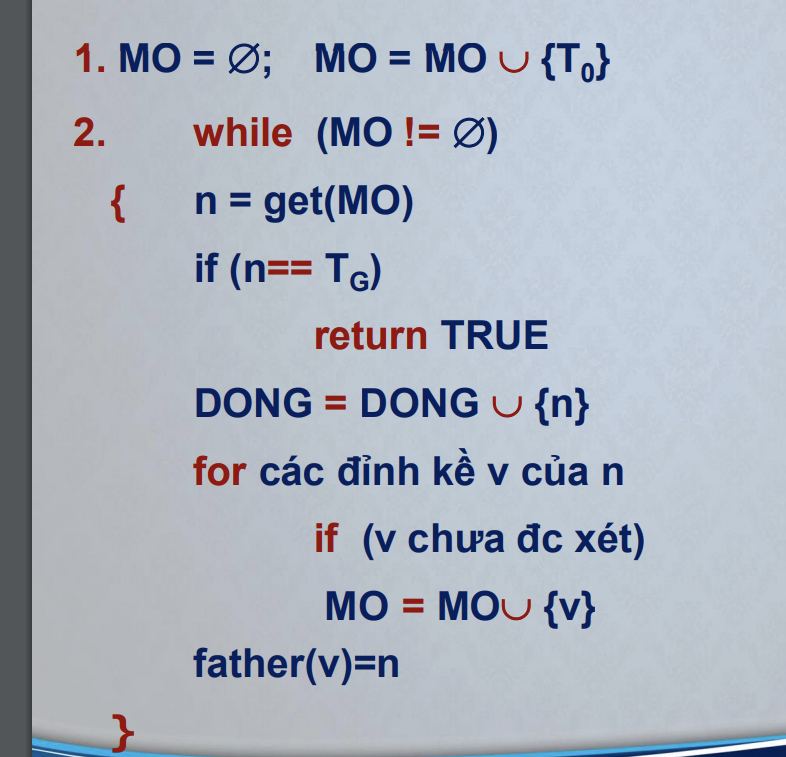 1. MO = ∅; MO = MO ∪ {T₀}
2. while (MO != ∅)
{ n = get(MO)
if (n== T_G)
return TRUE
DONG = DONG ∪ {n}
for các đỉnh kề v của n
if (v chưa đc xét)
MO = MO∪ {v}
father(v)=n
}